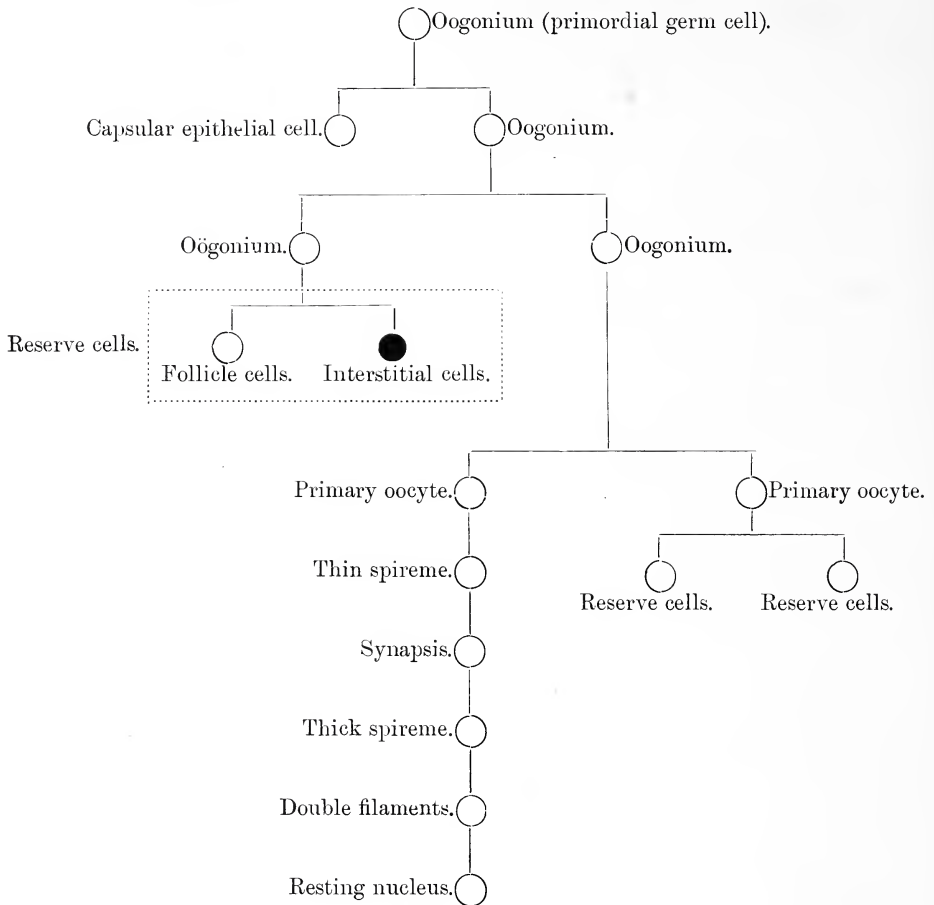 Oogonium (primordial germ cell).
Capsular epithelial cell.
Oogonium.
Oögonium.
Oogonium.
Reserve cells.
Follicle cells.
Interstitial cells.
Primary oocyte.
Primary oocyte.
Thin spireme.
Reserve cells.
Reserve cells.
Synapsis.
Thick spireme.
Double filaments.
Resting nucleus.